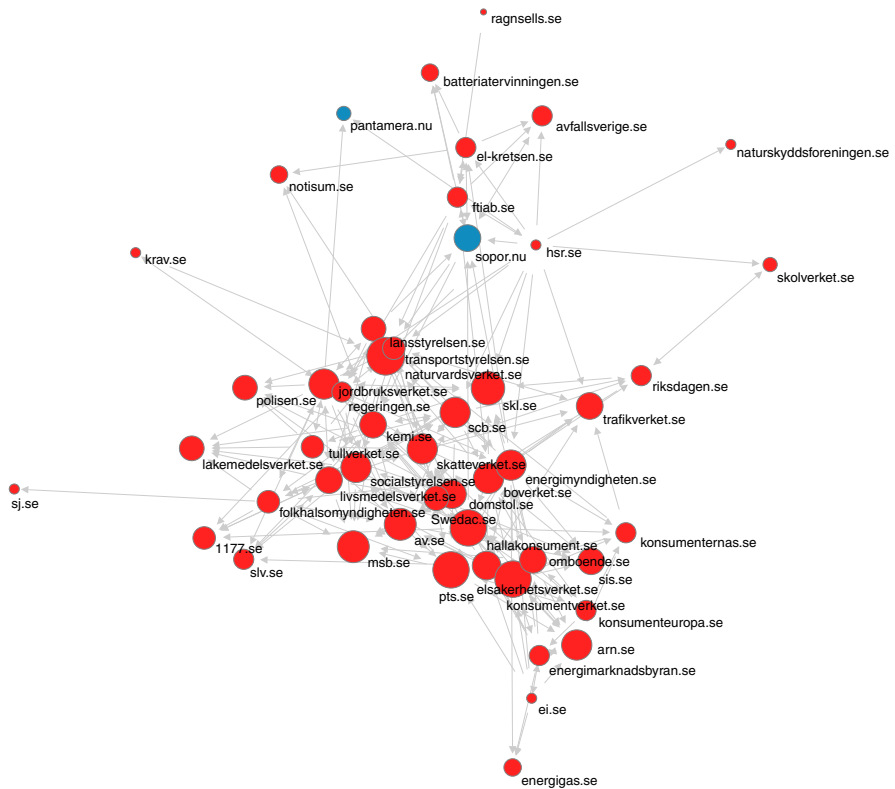 ragnsells.se
batteriatervinningen.se
pantamera.nu
avfallsverige.se
naturskyddsforeningen.se
el-kretsen.se
notisum.se
ftiab.se
sopor.nu
hsr.se
krav.se
skolverket.se
lansstyrelsen.se
transportstyrelsen.se
naturvardsverket.se
riksdagen.se
polisen.se
jordbruksverket.se
regeringen.se
skl.se
trafikverket.se
scb.se
kemi.se
tullverket.se
lakemedelsverket.se
skatteverket.se
energimyndigheten.se
socialstyrelsen.se
boverket.se
livsmedelsverket.se
domstol.se
sj.se
folkhalsomyndigheten.se
Swedac.se
av.se
hallakonsument.se
konsumenternas.se
1177.se
msb.se
omboende.se
slv.se
sis.se
elsakerhetsverket.se
pts.se
konsumentverket.se
konsumenteuropa.se
arn.se
energimarknadsbyran.se
ei.se
energigas.se